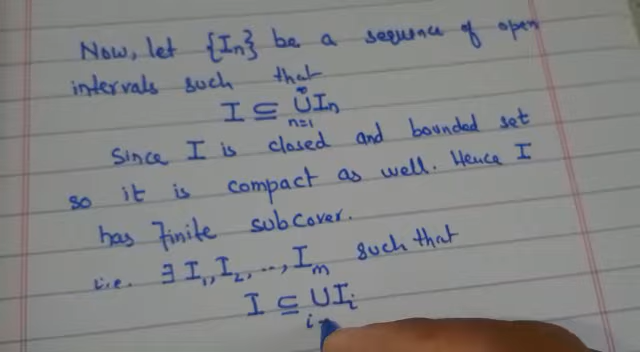 Now, let {In} be a sequence of open
intervals such that
I ⊆ ∞⋃n=1 In
Since I is closed and bounded set
so it is compact as well. Hence I
has finite subcover.
i.e. ∃ I1, I2, ..., Im such that
I ⊆ ⋃i= Ii